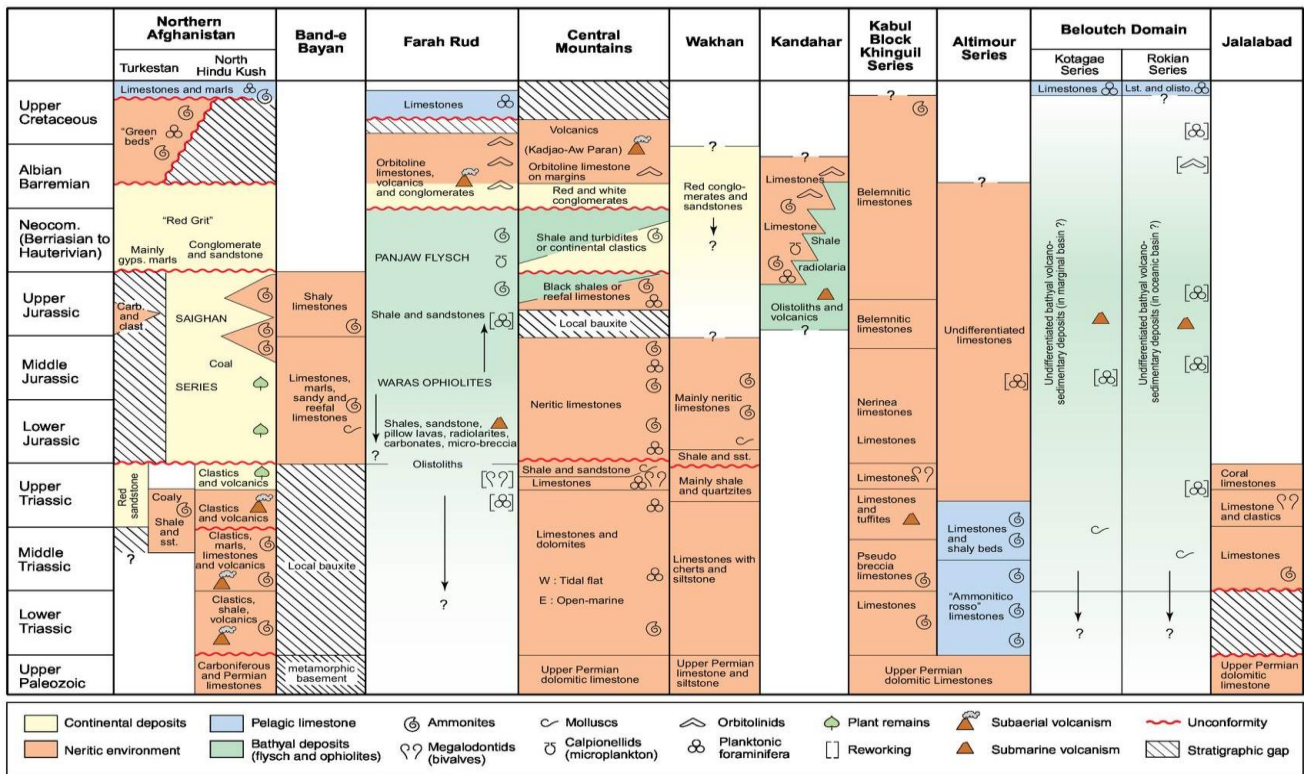 Northern
Afghanistan
Turkestan
North
Hindu Kush
Band-e
Bayan
Farah Rud
Central
Mountains
Wakhan
Kandahar
Kabul
Block
Khinguil
Series
Altimour
Series
Beloutch Domain
Kotagae
Series
Rokian
Series
Jalalabad
Upper
Cretaceous
Albian
Barremian
Neocom.
(Berriasian to
Hauterivian)
Upper
Jurassic
Middle
Jurassic
Lower
Jurassic
Upper
Triassic
Middle
Triassic
Lower
Triassic
Upper
Paleozoic
Limestones and marls
"Green
beds"
"Red Grit"
Mainly
gyps. marls
Conglomerate
and sandstone
Carb.
and
clast.
SAIGHAN
Coal
SERIES
Red
sandstone
Coaly
Shale
and
sst.
?
Clastics
and volcanics
Clastics
and volcanics
Clastics,
marls,
limestones
and volcanics
Clastics,
shale,
volcanics
Carboniferous
and Permian
limestones
Shaly
limestones
Limestones,
marls,
sandy and
reefal
limestones
Local bauxite
metamorphic
basement
Limestones
Orbitoline
limestones,
volcanics
and conglomerates
PANJAW FLYSCH
Shale and sandstones
WARAS OPHIOLITES
Shales, sandstone,
pillow lavas, radiolarites,
carbonates, micro-breccia
?
Olistoliths
?
Volcanics
(Kadjao-Aw Paran)
Orbitoline limestone
on margins
Red and white
conglomerates
Shale and turbidites
or continental clastics
Black shales or
reefal limestones
Local bauxite
Neritic limestones
Shale and sandstone
Limestones
Limestones and
dolomites
W : Tidal flat
E : Open-marine
Upper Permian
dolomitic limestone
?
Red conglo-
merates and
sandstones
?
?
Mainly neritic
limestones
Shale and sst.
Mainly shale
and quartzites
Limestones with
cherts and
siltstone
Upper Permian
limestone and
siltstone
?
Limestones
Limestone
Shale
radiolaria
Olistoliths and
volcanics
?
?
Belemnitic
limestones
Belemnitic
limestones
Nerinea
limestones
Limestones
Limestones
Limestones
and
tuffites
Pseudo
breccia
limestones
Limestones
Upper Permian
dolomitic Limestones
?
Undifferentiated
limestones
Limestones
and
shaly beds
"Ammonitico
rosso"
limestones
Limestones
Undifferentiated bathyal volcano-
sedimentary deposits (in marginal basin ?)
?
Lst. and olisto.
?
Undifferentiated bathyal volcano-
sedimentary deposits (in oceanic basin ?)
?
Coral
limestones
Limestone
and clastics
Limestones
Upper Permian
dolomitic
limestone
Continental deposits
Neritic environment
Pelagic limestone
Bathyal deposits
(flysch and ophiolites)
Ammonites
Megalodontids
(bivalves)
Molluscs
Calpionellids
(microplankton)
Orbitolinids
Planktonic
foraminifera
Plant remains
Reworking
Subaerial volcanism
Submarine volcanism
Unconformity
Stratigraphic gap